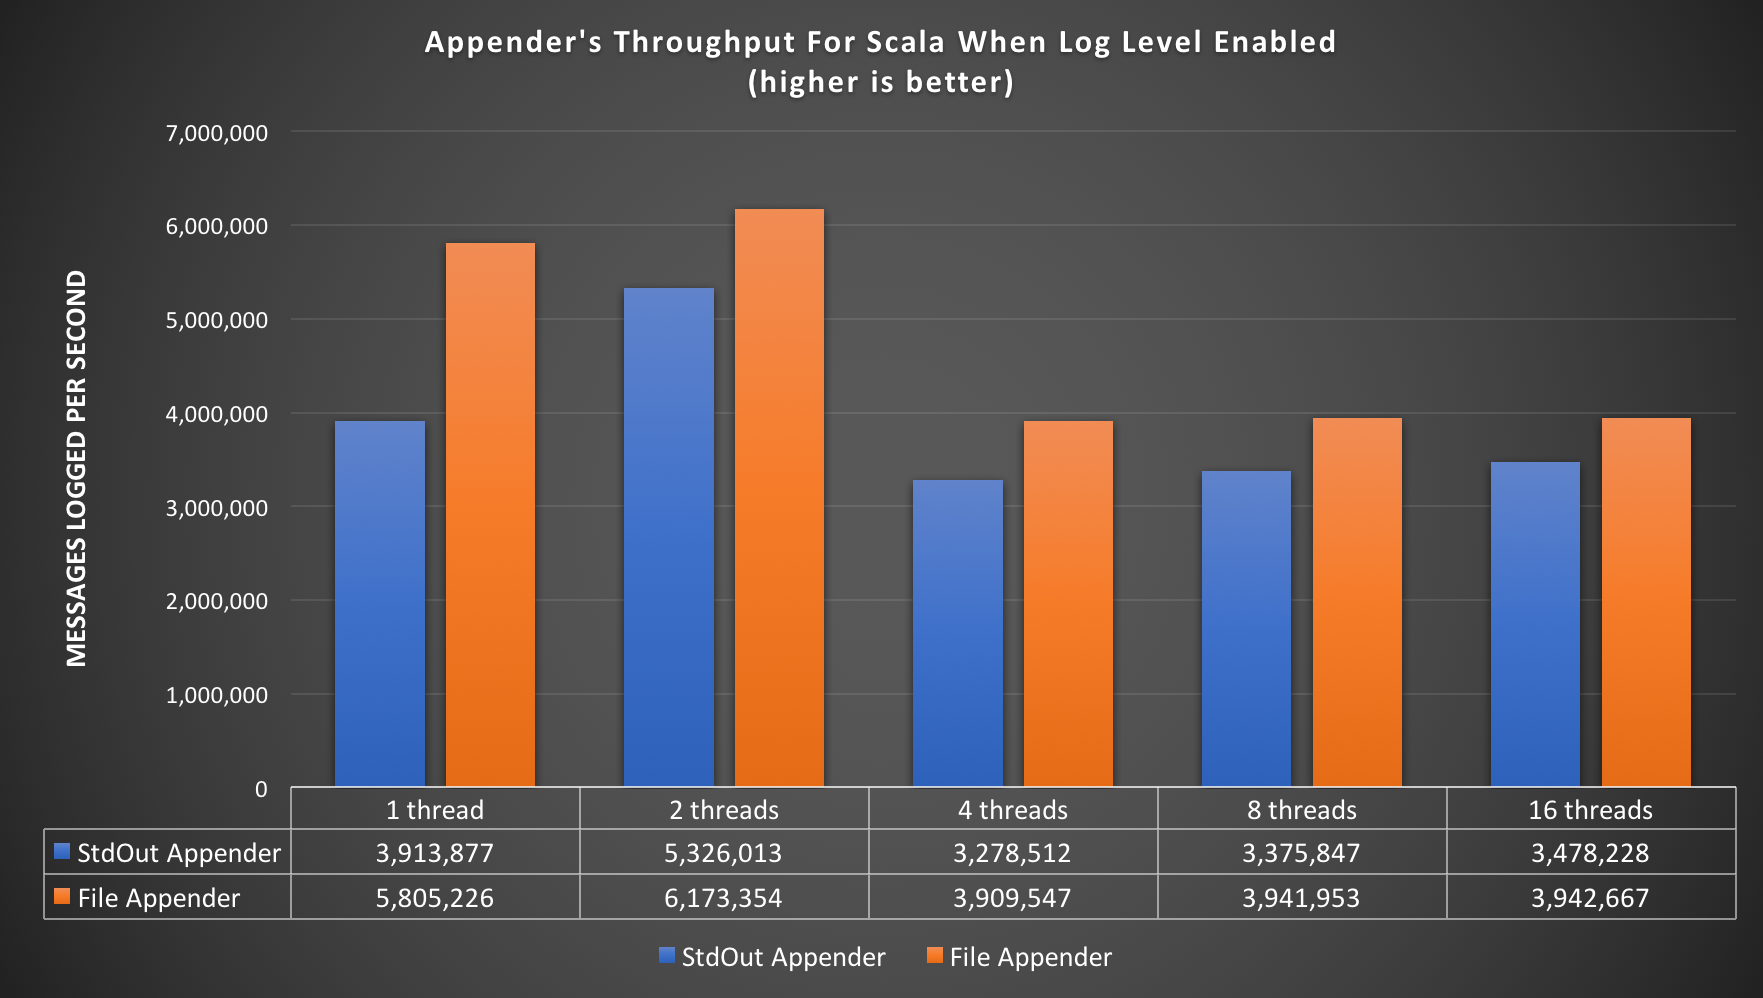 Appender's Throughput For Scala When Log Level Enabled
(higher is better)
MESSAGES LOGGED PER SECOND
7,000,000
6,000,000
5,000,000
4,000,000
3,000,000
2,000,000
1,000,000
0
1 thread 2 threads 4 threads 8 threads 16 threads
StdOut Appender 3,913,877 5,326,013 3,278,512 3,375,847 3,478,228
File Appender 5,805,226 6,173,354 3,909,547 3,941,953 3,942,667
StdOut Appender File Appender